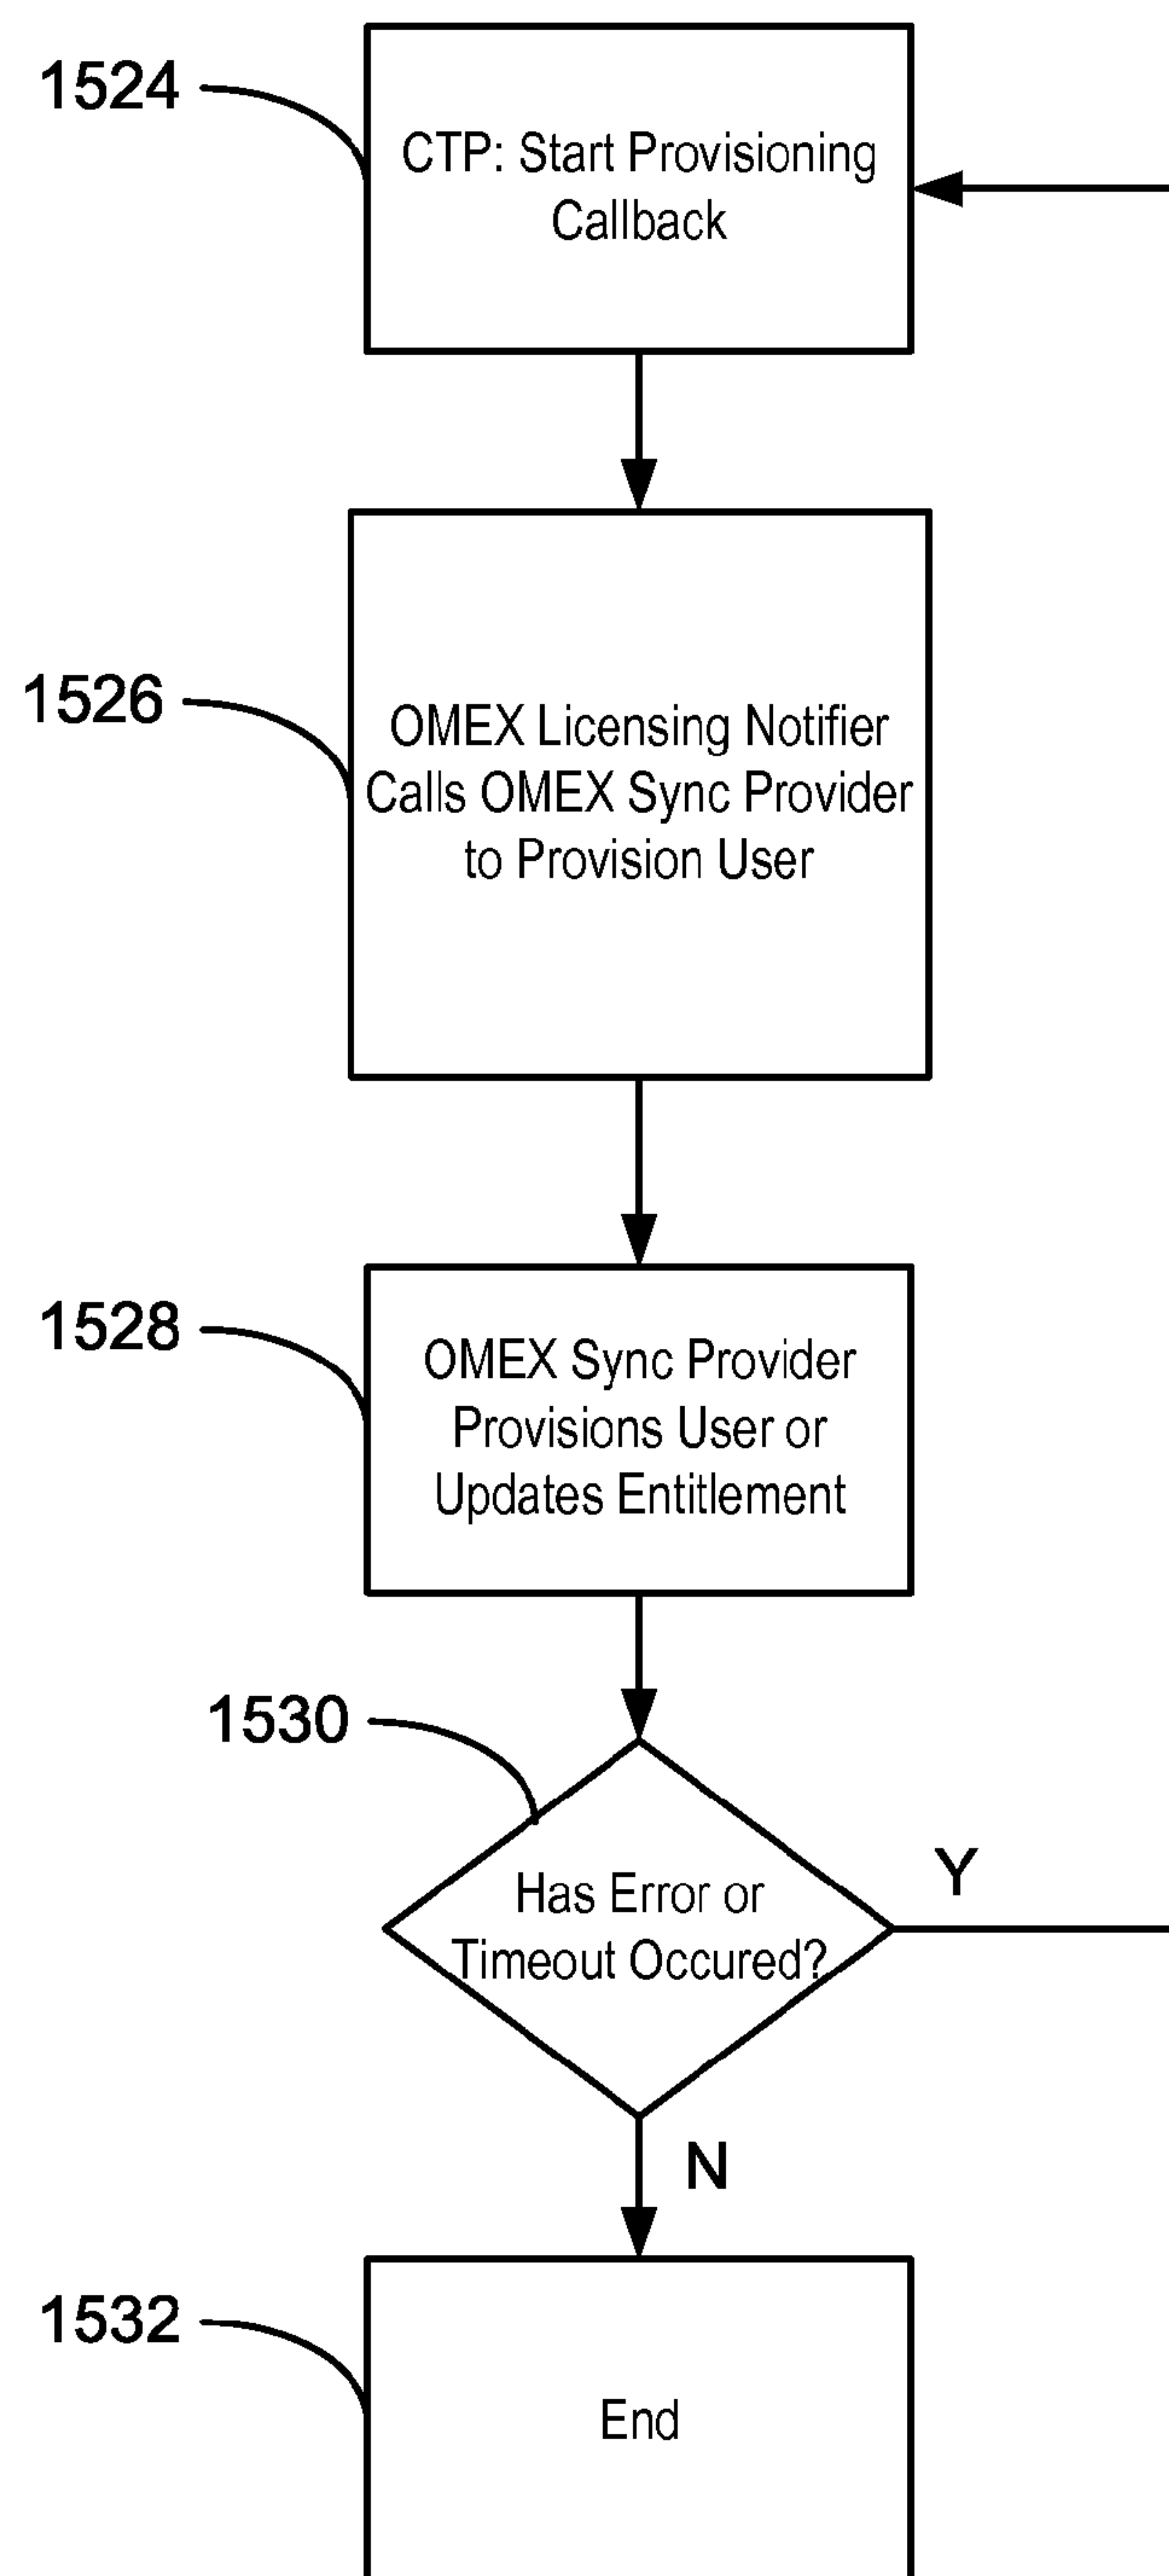 1524
CTP: Start Provisioning
Callback
1526
OMEX Licensing Notifier
Calls OMEX Sync Provider
to Provision User
1528
OMEX Sync Provider
Provisions User or
Updates Entitlement
1530
Has Error or
Timeout Occured?
Y
N
1532
End